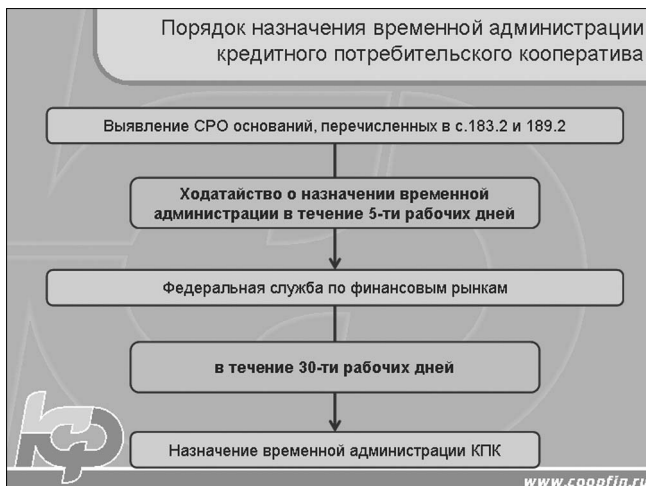 Порядок назначения временной администрации
кредитного потребительского кооператива
Выявление СРО оснований, перечисленных в с.183.2 и 189.2
Ходатайство о назначении временной
администрации в течение 5-ти рабочих дней
Федеральная служба по финансовым рынкам
в течение 30-ти рабочих дней
Назначение временной администрации КПК
www.coopfin.ru